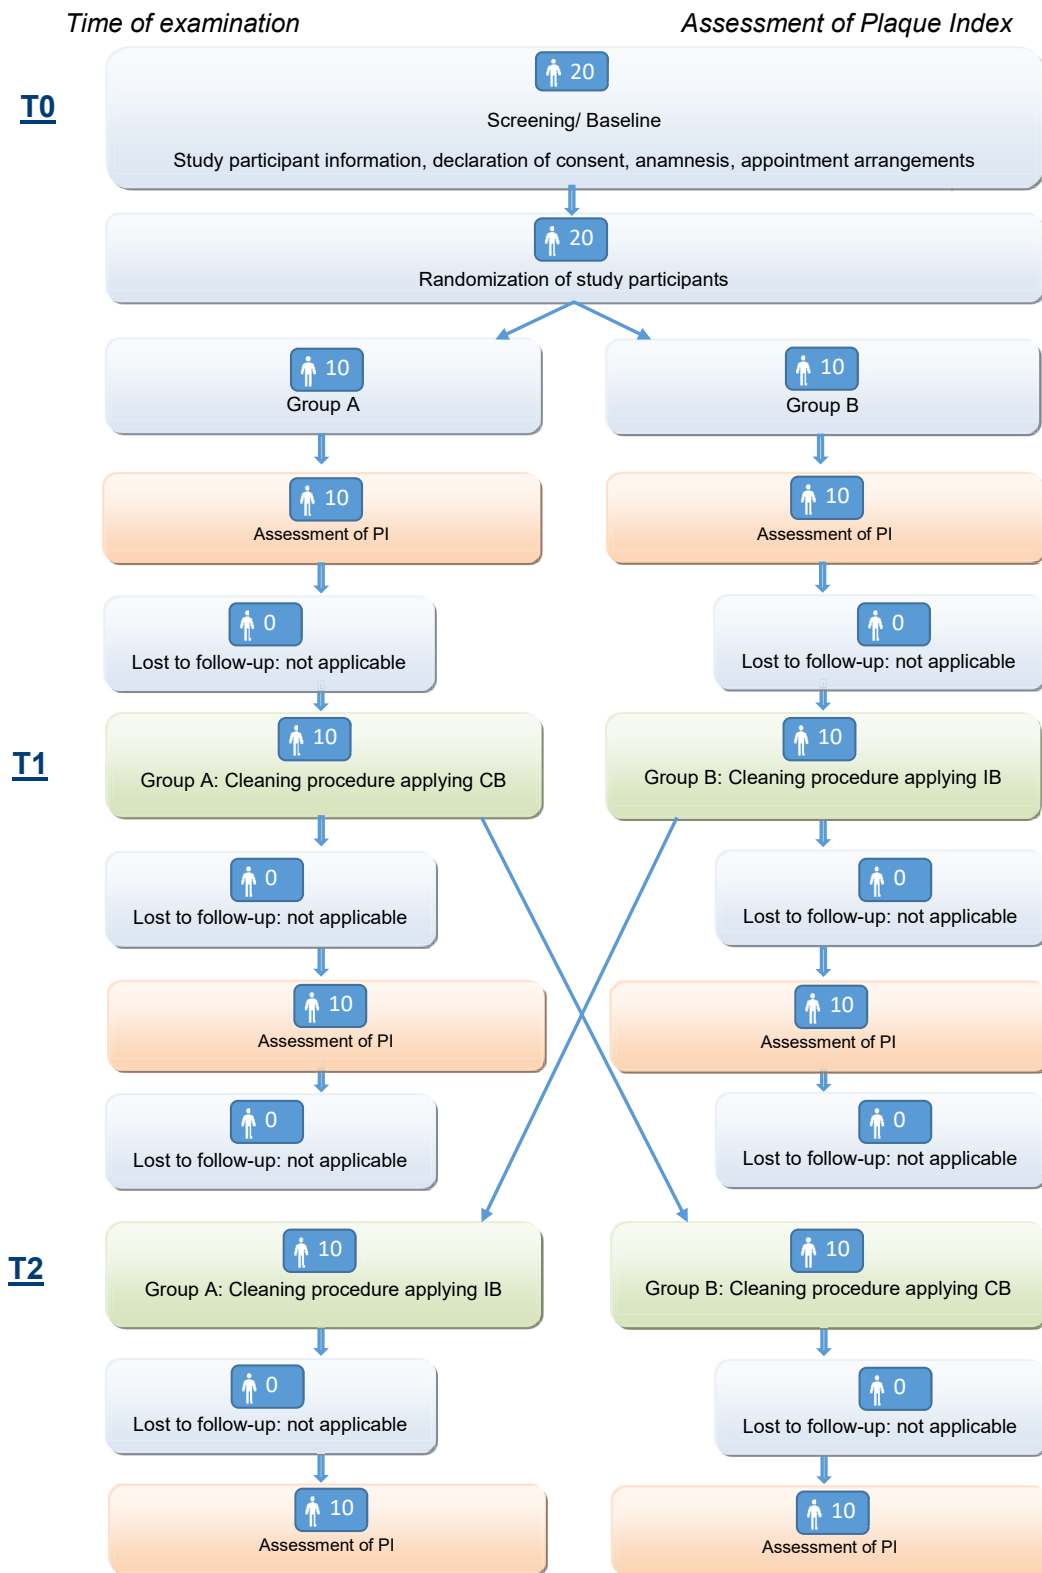 Time of examination
Assessment of Plaque Index
T0
20
Screening/ Baseline
Study participant information, declaration of consent, anamnesis, appointment arrangements
20
Randomization of study participants
10
Group A
10
Group B
10
Assessment of PI
10
Assessment of PI
0
Lost to follow-up: not applicable
0
Lost to follow-up: not applicable
T1
10
Group A: Cleaning procedure applying CB
10
Group B: Cleaning procedure applying IB
0
Lost to follow-up: not applicable
0
Lost to follow-up: not applicable
10
Assessment of PI
10
Assessment of PI
0
Lost to follow-up: not applicable
0
Lost to follow-up: not applicable
T2
10
Group A: Cleaning procedure applying IB
10
Group B: Cleaning procedure applying CB
0
Lost to follow-up: not applicable
0
Lost to follow-up: not applicable
10
Assessment of PI
10
Assessment of PI